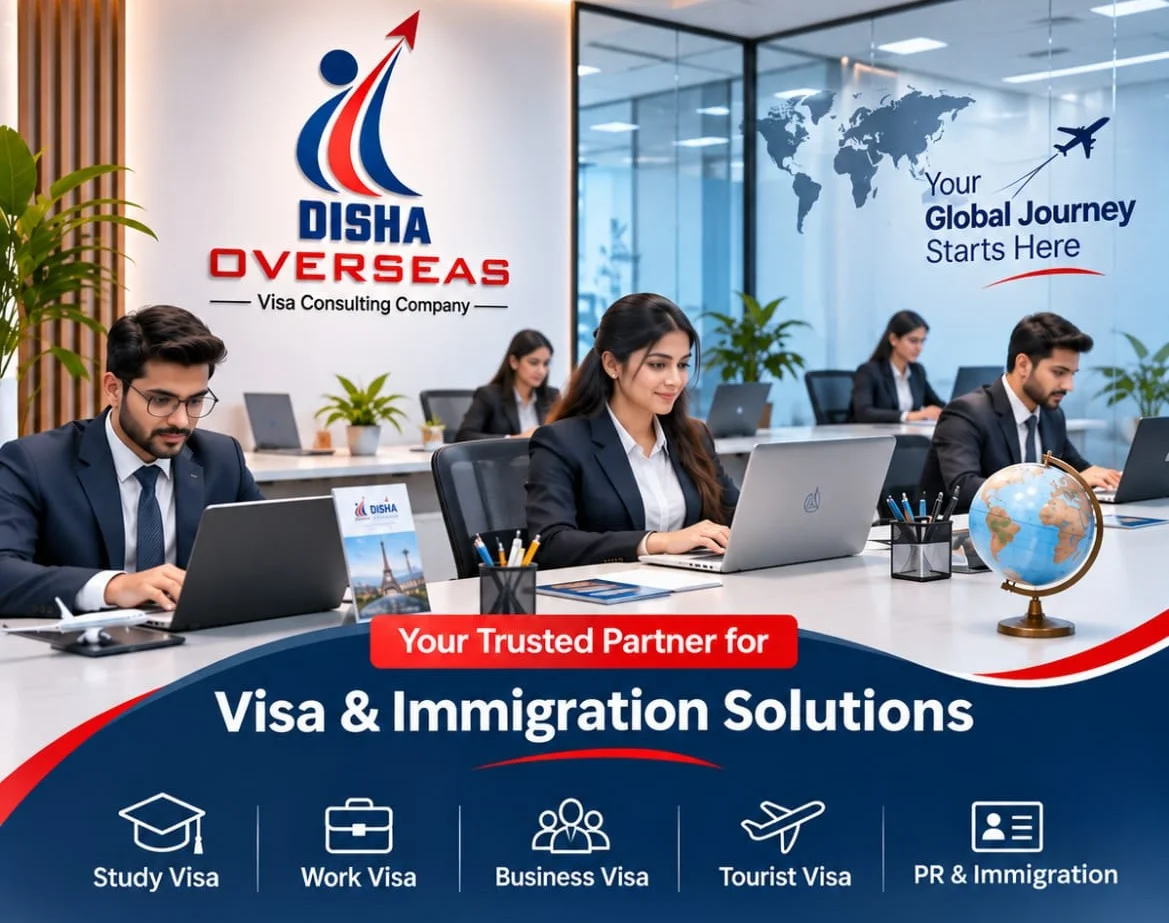 DISHA
OVERSEAS
Visa Consulting Company
Your
Global Journey
Starts Here
DISHA
Your Trusted Partner for
Visa & Immigration Solutions
Study Visa
Work Visa
Business Visa
Tourist Visa
PR & Immigration